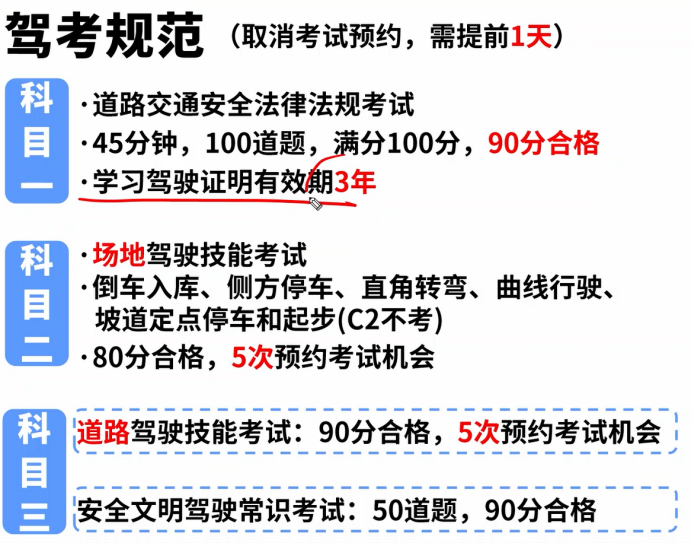 驾考规范（取消考试预约，需提前1天）
科目一
·道路交通安全法律法规考试
·45分钟，100道题，满分100分，90分合格
·学习驾驶证明有效期3年
科目二
·场地驾驶技能考试
·倒车入库、侧方停车、直角转弯、曲线行驶、
坡道定点停车和起步(C2不考)
·80分合格，5次预约考试机会
科目三
道路驾驶技能考试：90分合格，5次预约考试机会
安全文明驾驶常识考试：50道题，90分合格